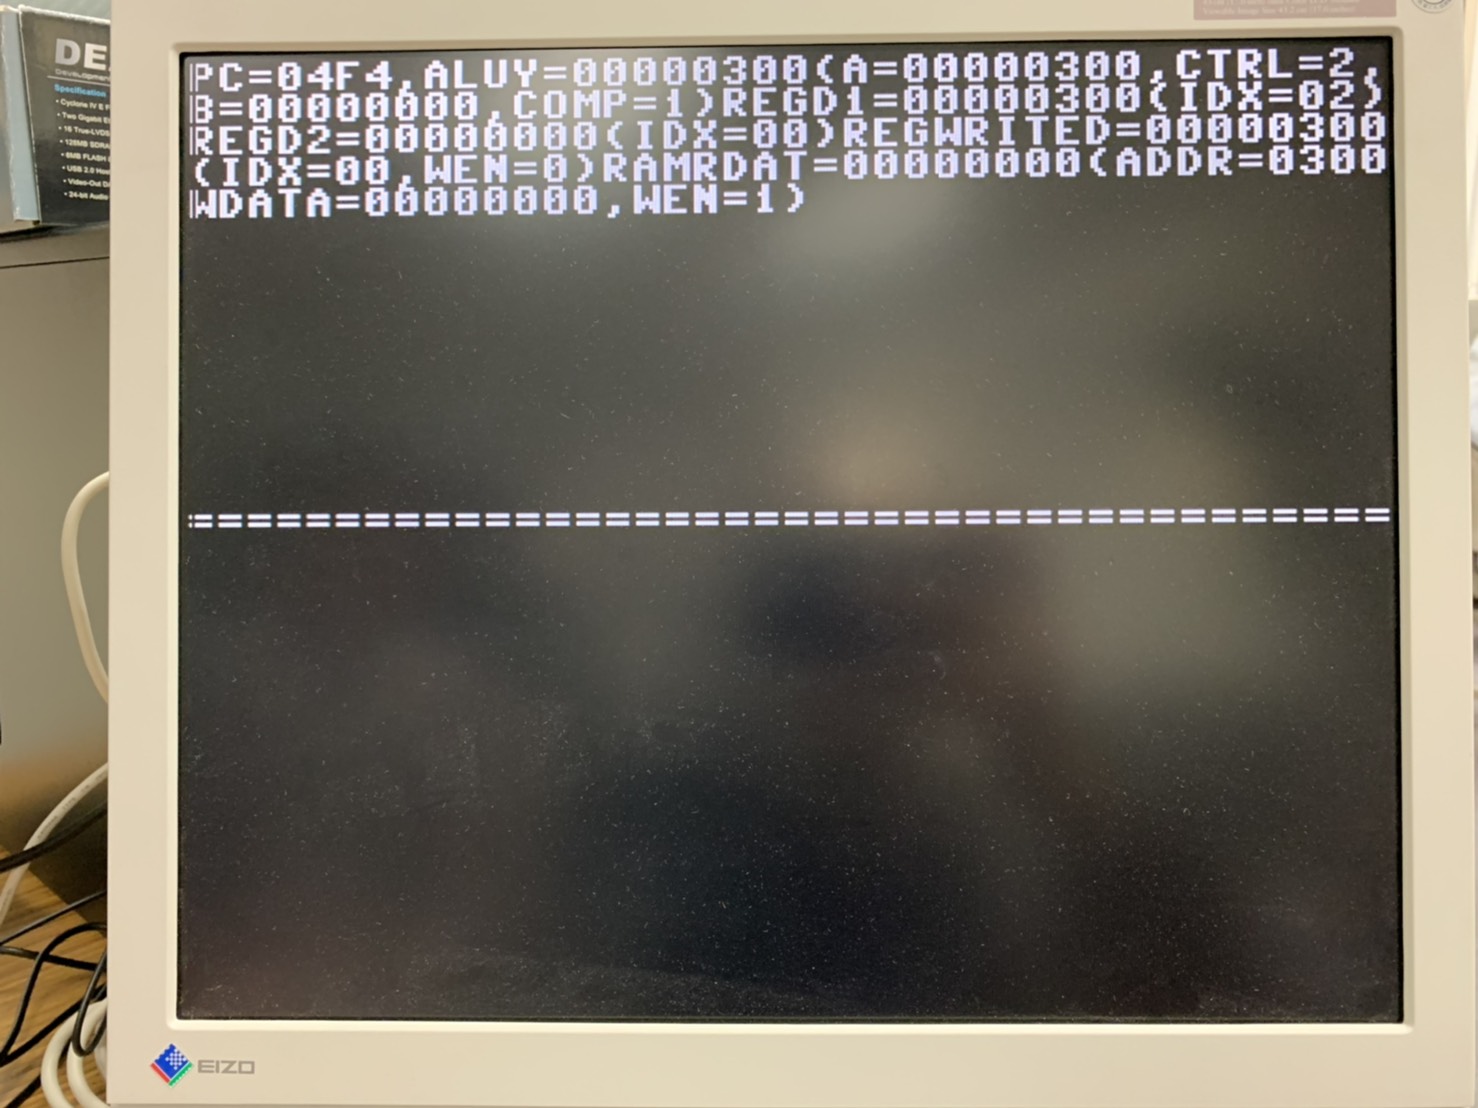 PC=04F4,ALUY=00000300(A=00000300,CTRL=2,
B=00000000,COMP=1)REGD1=00000300(IDX=02)
REGD2=00000000(IDX=00)REGWRITED=00000300
(IDX=00,WEN=0)RAMRDAT=00000000(ADDR=0300
WDATA=00000000,WEN=1)
========================================
EIZO
DE
Development
Specification
• Cyclone IV E
• Two Gigabit
• 16 True-LVDS
• 128MB SDRA
• 8MB FLASH
• USB 2.0 Hos
• Video-Out
• 24-bit Audio